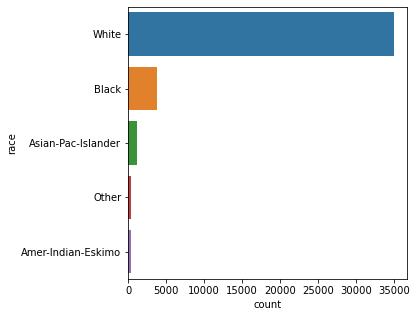 White
Black
Asian-Pac-Islander
Other
Amer-Indian-Eskimo
race
0 5000 10000 15000 20000 25000 30000 35000
count